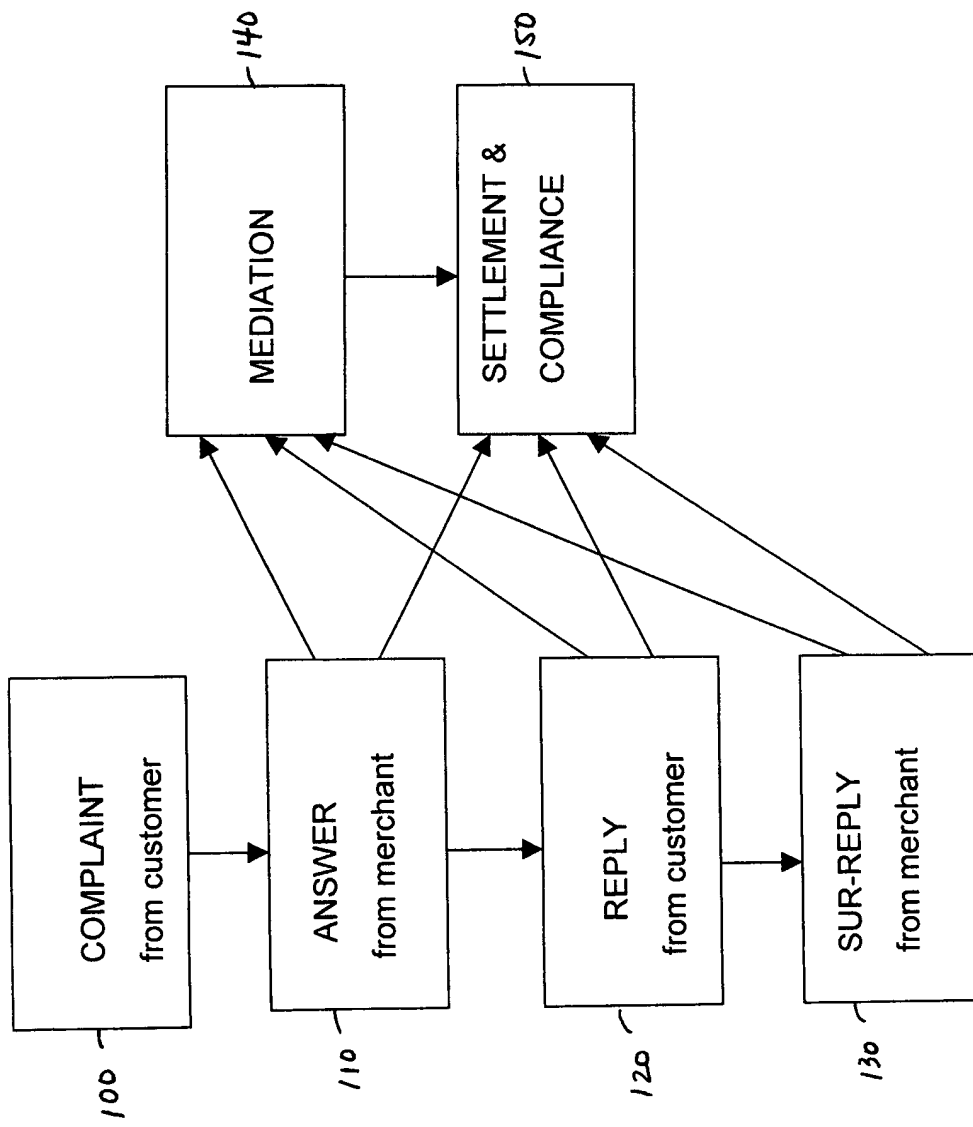 100
COMPLAINT
from customer
110
ANSWER
from merchant
120
REPLY
from customer
130
SUR-REPLY
from merchant
140
MEDIATION
150
SETTLEMENT &
COMPLIANCE